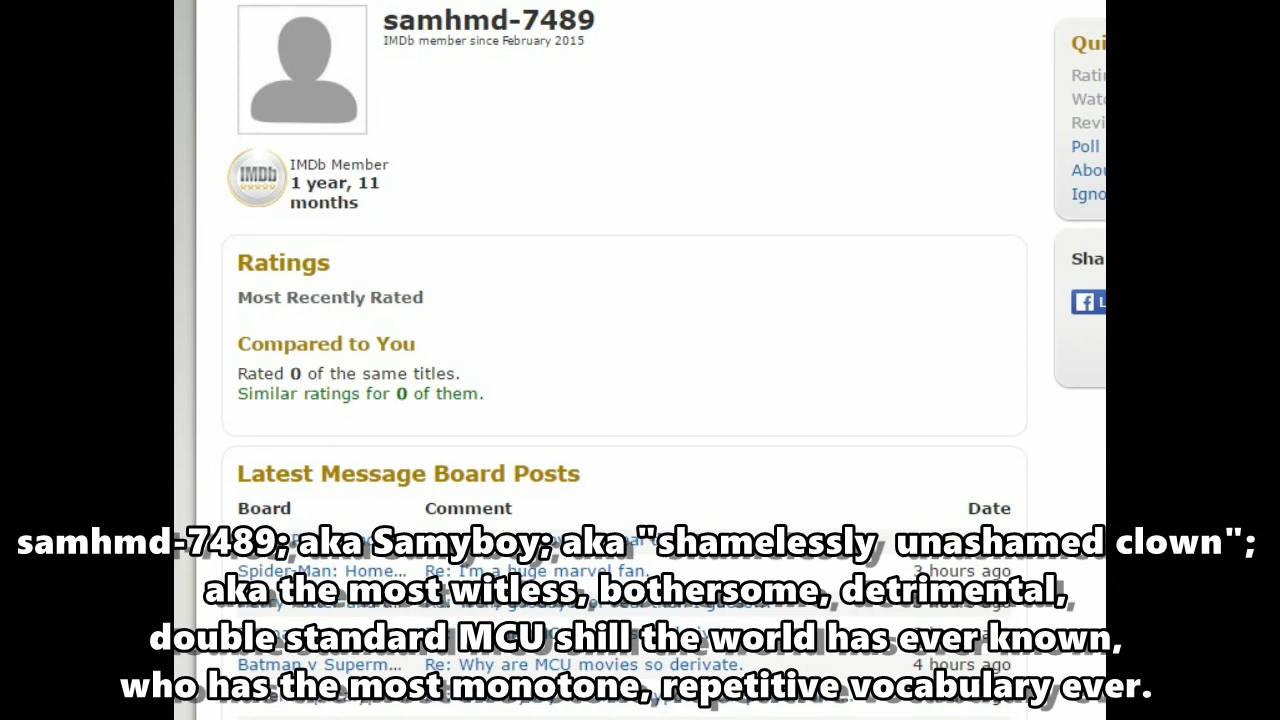 samhmd-7489
IMDb member since February 2015
Qui
IMDb
IMDb Member
1 year, 11
months
Ratin
Watc
Revi
Poll
Abou
Igno
Ratings
Most Recently Rated
Compared to You
Rated 0 of the same titles.
Similar ratings for 0 of them.
Sha
L
Latest Message Board Posts
Board Comment Date
samhmd-7489; aka Samyboy; aka "shamelessly unashamed clown";
Spider-Man: Home... Re: I'm a huge marvel fan. 3 hours ago
aka the most witless, bothersome, detrimental,
double standard MCU shill the world has ever known,
Batman v Superm... Re: Why are MCU movies so derivate. 4 hours ago
who has the most monotone, repetitive vocabulary ever.